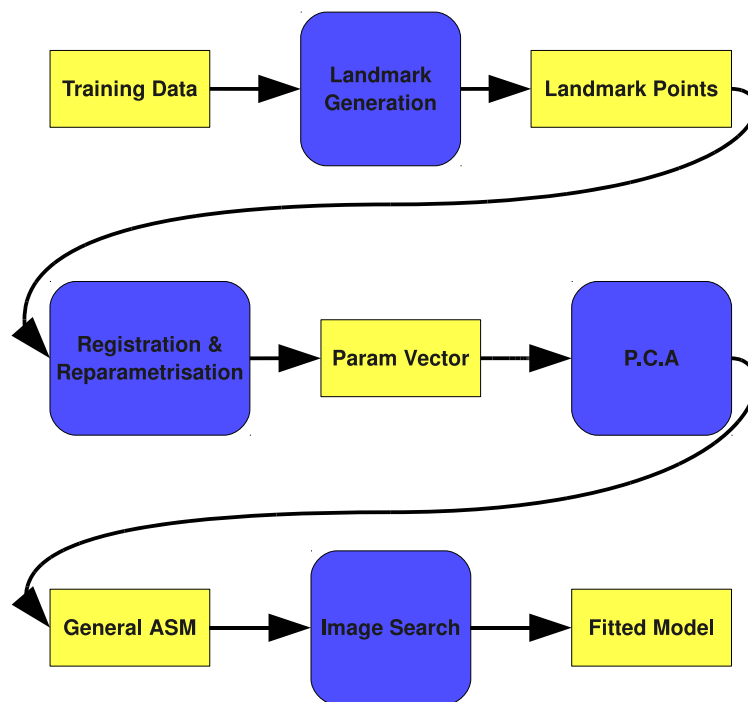 Training Data
Landmark
Generation
Landmark Points
Registration &
Reparametrisation
Param Vector
P.C.A
General ASM
Image Search
Fitted Model